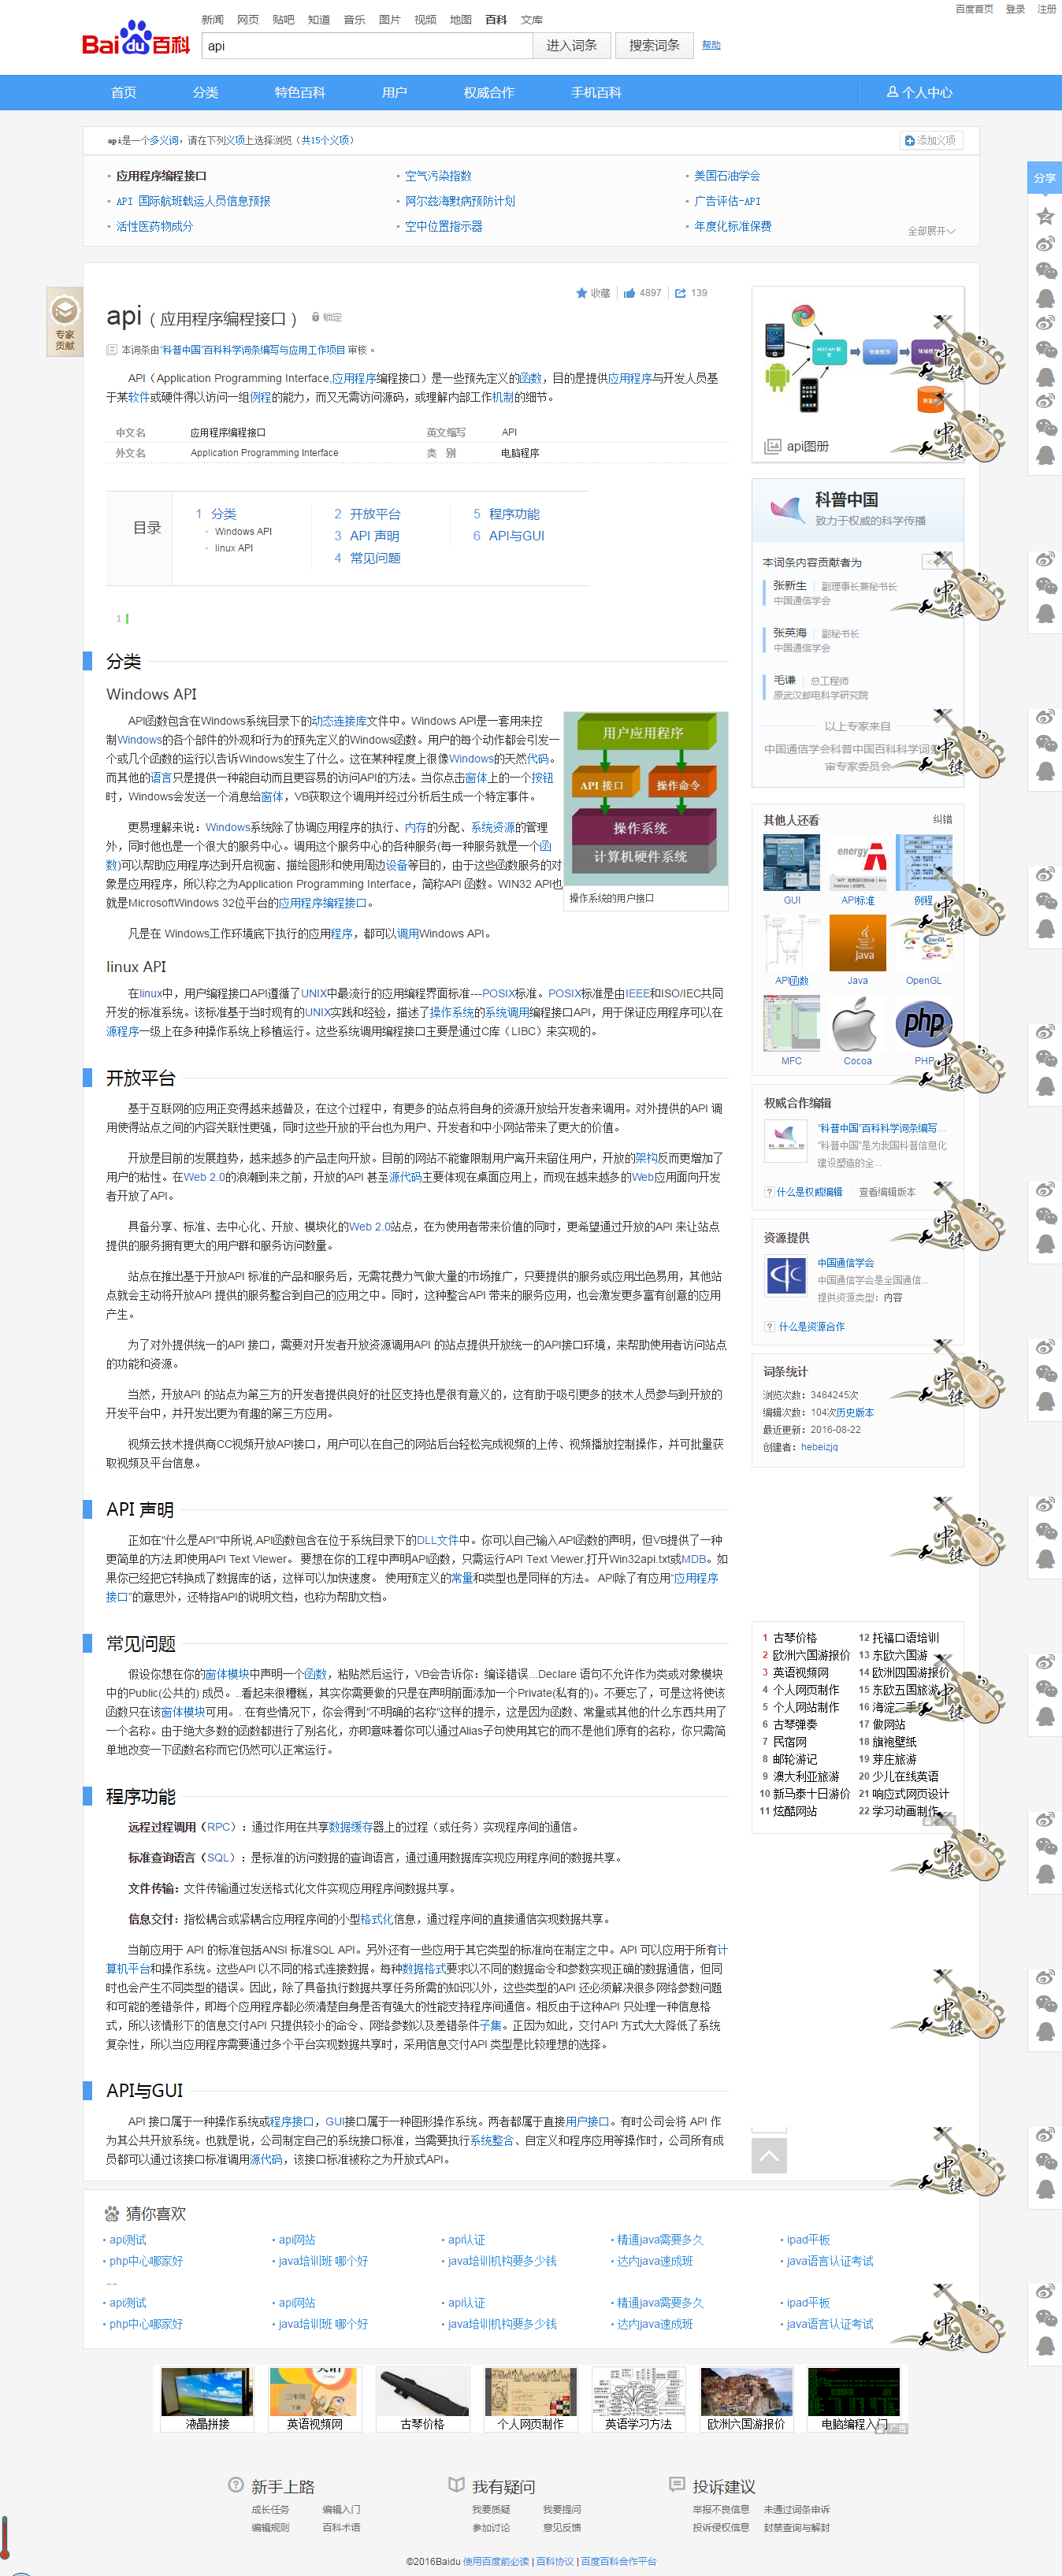 百度首页 登录 注册
新闻 网页 贴吧 知道 音乐 图片 视频 地图 百科 文库
Bai du 百科
api
进入词条 搜索词条 帮助
首页 分类 特色百科 用户 权威合作 手机百科 个人中心
api是一个多义词，请在下列义项上选择浏览（共15个义项）
添加义项
应用程序编程接口 空气污染指数 美国石油学会
API 国际航班载运人员信息预报 阿尔兹海默病预防计划 广告评估-API
活性医药物成分 空中位置指示器 年度化标准保费
全部展开
分享
专家
贡献
收藏 4897 139
api（应用程序编程接口） 锁定
本词条由“科普中国”百科科学词条编写与应用工作项目 审核 。
API（Application Programming Interface,应用程序编程接口）是一些预先定义的函数，目的是提供应用程序与开发人员基
于某软件或硬件得以访问一组例程的能力，而又无需访问源码，或理解内部工作机制的细节。
中文名 应用程序编程接口 英文缩写 API
外文名 Application Programming Interface 类 别 电脑程序
目录
1 分类
Windows API
linux API
2 开放平台
3 API 声明
4 常见问题
5 程序功能
6 API与GUI
1
分类
Windows API
API函数包含在Windows系统目录下的动态连接库文件中。Windows API是一套用来控
制Windows的各个部件的外观和行为的预先定义的Windows函数。用户的每个动作都会引发一
个或几个函数的运行以告诉Windows发生了什么。这在某种程度上很像Windows的天然代码。
而其他的语言只是提供一种能自动而且更容易的访问API的方法。当你点击窗体上的一个按钮
时，Windows会发送一个消息给窗体，VB获取这个调用并经过分析后生成一个特定事件。
更易理解来说：Windows系统除了协调应用程序的执行、内存的分配、系统资源的管理
外，同时他也是一个很大的服务中心。调用这个服务中心的各种服务(每一种服务就是一个函
数)可以帮助应用程序达到开启视窗、描绘图形和使用周边设备等目的，由于这些函数服务的对
象是应用程序，所以称之为Application Programming Interface，简称API 函数。WIN32 API也
就是MicrosoftWindows 32位平台的应用程序编程接口。
凡是在 Windows工作环境底下执行的应用程序，都可以调用Windows API。
用户应用程序
API 接口 操作命令
操作系统
计算机硬件系统
操作系统的用户接口
linux API
在linux中，用户编程接口API遵循了UNIX中最流行的应用编程界面标准---POSIX标准。POSIX标准是由IEEE和ISO/IEC共同
开发的标准系统。该标准基于当时现有的UNIX实践和经验，描述了操作系统的系统调用编程接口API，用于保证应用程序可以在
源程序一级上在多种操作系统上移植运行。这些系统调用编程接口主要是通过C库（LIBC）来实现的。
开放平台
基于互联网的应用正变得越来越普及，在这个过程中，有更多的站点将自身的资源开放给开发者来调用。对外提供的API 调
用使得站点之间的内容关联性更强，同时这些开放的平台也为用户、开发者和中小网站带来了更大的价值。
开放是目前的发展趋势，越来越多的产品走向开放。目前的网站不能靠限制用户离开来留住用户，开放的架构反而更增加了
用户的粘性。在Web 2.0的浪潮到来之前，开放的API 甚至源代码主要体现在桌面应用上，而现在越来越多的Web应用面向开发
者开放了API。
具备分享、标准、去中心化、开放、模块化的Web 2.0站点，在为使用者带来价值的同时，更希望通过开放的API 来让站点
提供的服务拥有更大的用户群和服务访问数量。
站点在推出基于开放API 标准的产品和服务后，无需花费力气做大量的市场推广，只要提供的服务或应用出色易用，其他站
点就会主动将开放API 提供的服务整合到自己的应用之中。同时，这种整合API 带来的服务应用，也会激发更多富有创意的应用
产生。
为了对外提供统一的API 接口，需要对开发者开放资源调用API 的站点提供开放统一的API接口环境，来帮助使用者访问站点
的功能和资源。
当然，开放API 的站点为第三方的开发者提供良好的社区支持也是很有意义的，这有助于吸引更多的技术人员参与到开放的
开发平台中，并开发出更为有趣的第三方应用。
视频云技术提供商CC视频开放API接口，用户可以在自己的网站后台轻松完成视频的上传、视频播放控制操作，并可批量获
取视频及平台信息。
API 声明
正如在"什么是API"中所说,API函数包含在位于系统目录下的DLL文件中。你可以自己输入API函数的声明，但VB提供了一种
更简单的方法,即使用API Text Viewer。 要想在你的工程中声明API函数，只需运行API Text Viewer,打开Win32api.txt或MDB。如
果你已经把它转换成了数据库的话，这样可以加快速度。 使用预定义的常量和类型也是同样的方法。 API除了有应用“应用程序
接口”的意思外，还特指API的说明文档，也称为帮助文档。
常见问题
假设你想在你的窗体模块中声明一个函数，粘贴然后运行，VB会告诉你：编译错误...Declare 语句不允许作为类或对象模块
中的Public(公共的) 成员。..看起来很糟糕，其实你需要做的只是在声明前面添加一个Private(私有的)。不要忘了，可是这将使该
函数只在该窗体模块可用。. 在有些情况下，你会得到“不明确的名称”这样的提示，这是因为函数、常量或其他的什么东西共用了
一个名称。由于绝大多数的函数都进行了别名化，亦即意味着你可以通过Alias子句使用其它的而不是他们原有的名称，你只需简
单地改变一下函数名称而它仍然可以正常运行。
程序功能
远程过程调用（RPC）：通过作用在共享数据缓存器上的过程（或任务）实现程序间的通信。
标准查询语言（SQL）：是标准的访问数据的查询语言，通过通用数据库实现应用程序间的数据共享。
文件传输：文件传输通过发送格式化文件实现应用程序间数据共享。
信息交付：指松耦合或紧耦合应用程序间的小型格式化信息，通过程序间的直接通信实现数据共享。
当前应用于 API 的标准包括ANSI 标准SQL API。另外还有一些应用于其它类型的标准尚在制定之中。API 可以应用于所有计
算机平台和操作系统。这些API 以不同的格式连接数据。每种数据格式要求以不同的数据命令和参数实现正确的数据通信，但同
时也会产生不同类型的错误。因此，除了具备执行数据共享任务所需的知识以外，这些类型的API 还必须解决很多网络参数问题
和可能的差错条件，即每个应用程序都必须清楚自身是否有强大的性能支持程序间通信。相反由于这种API 只处理一种信息格
式，所以该情形下的信息交付API 只提供较小的命令、网络参数以及差错条件子集。正因为如此，交付API 方式大大降低了系统
复杂性，所以当应用程序需要通过多个平台实现数据共享时，采用信息交付API 类型是比较理想的选择。
API与GUI
API 接口属于一种操作系统或程序接口，GUI接口属于一种图形操作系统。两者都属于直接用户接口。有时公司会将 API 作
为其公共开放系统。也就是说，公司制定自己的系统接口标准，当需要执行系统整合、自定义和程序应用等操作时，公司所有成
员都可以通过该接口标准调用源代码，该接口标准被称之为开放式API。
api图册
科普中国
致力于权威的科学传播
本词条内容贡献者为
张新生 副理事长兼秘书长
中国通信学会
张英海 副秘书长
中国通信学会
毛谦 总工程师
原武汉邮电科学研究院
以上专家来自
中国通信学会科普中国百科科学词条
审专家委员会
其他人还看 纠错
GUI API标准 例程
API函数 Java OpenGL
MFC Cocoa PHP
权威合作编辑
“科普中国”百科科学词条编写...
“科普中国”是为我国科普信息化
建设塑造的全...
什么是权威编辑 查看编辑版本
资源提供
中国通信学会
中国通信学会是全国通信...
提供资源类型：内容
什么是资源合作
词条统计
浏览次数：3484245次
编辑次数：104次历史版本
最近更新：2016-08-22
创建者：hebeizjq
中键
1 古琴价格 12 托福口语培训
2 欧洲六国游报价 13 东欧六国游
3 英语视频网 14 欧洲四国游报价
4 个人网页制作 15 东欧五国旅游
5 个人网站制作 16 海淀二手
6 古琴弹奏 17 做网站
7 民宿网 18 旗袍壁纸
8 邮轮游记 19 芽庄旅游
9 澳大利亚旅游 20 少儿在线英语
10 新马泰十日游价 21 响应式网页设计
11 炫酷网站 22 学习动画制作
猜你喜欢
api测试 api网站 api认证 精通java需要多久 ipad平板
php中心哪家好 java培训班 哪个好 java培训机构要多少钱 达内java速成班 java语言认证考试
api测试 api网站 api认证 精通java需要多久 ipad平板
php中心哪家好 java培训班 哪个好 java培训机构要多少钱 达内java速成班 java语言认证考试
液晶拼接 英语视频网 古琴价格 个人网页制作 英语学习方法 欧洲六国游报价 电脑编程入门
广告
新手上路 我有疑问 投诉建议
成长任务 编辑入门 我要质疑 我要提问 举报不良信息 未通过词条申诉
编辑规则 百科术语 参加讨论 意见反馈 投诉侵权信息 封禁查询与解封
©2016Baidu 使用百度前必读 | 百科协议 | 百度百科合作平台